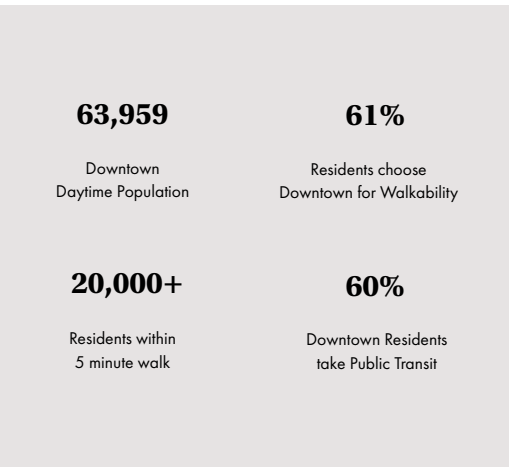 63,959
Downtown
Daytime Population
61%
Residents choose
Downtown for Walkability
20,000+
Residents within
5 minute walk
60%
Downtown Residents
take Public Transit